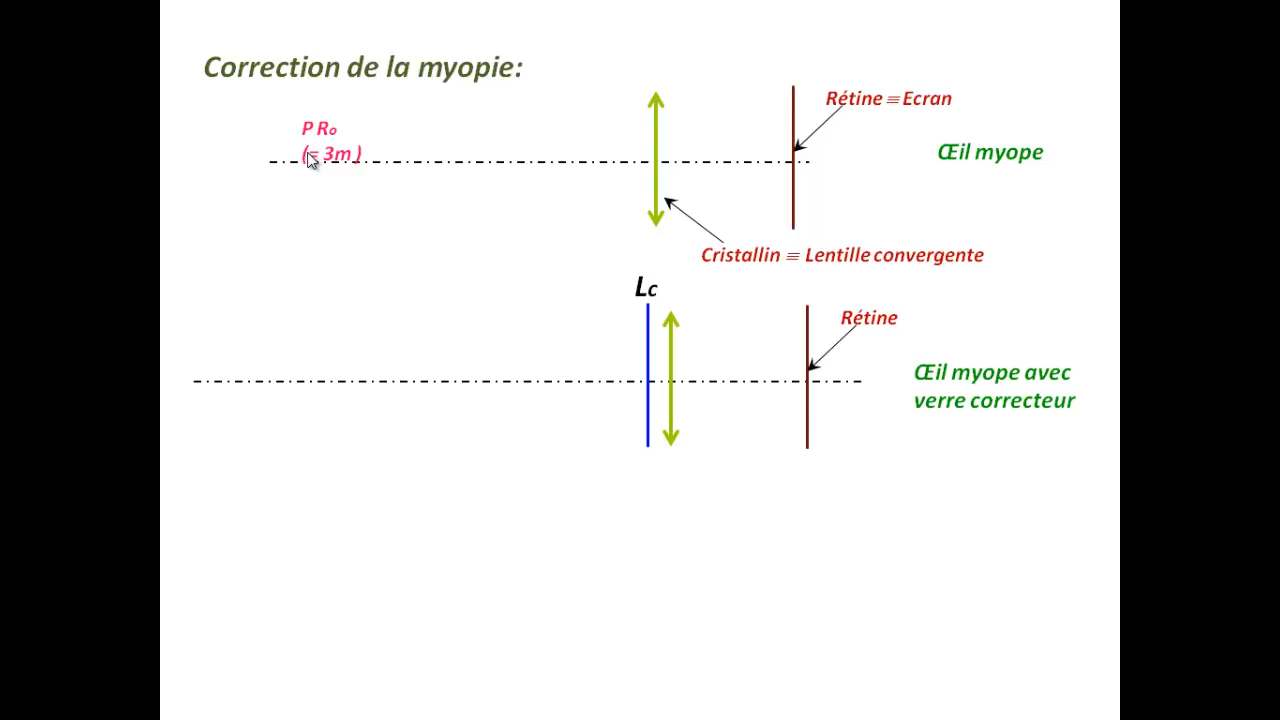 Correction de la myopie:
Rétine ≡ Ecran
P Ro
(= 3m )
Œil myope
Cristallin ≡ Lentille convergente
Lc
Rétine
Œil myope avec
verre correcteur